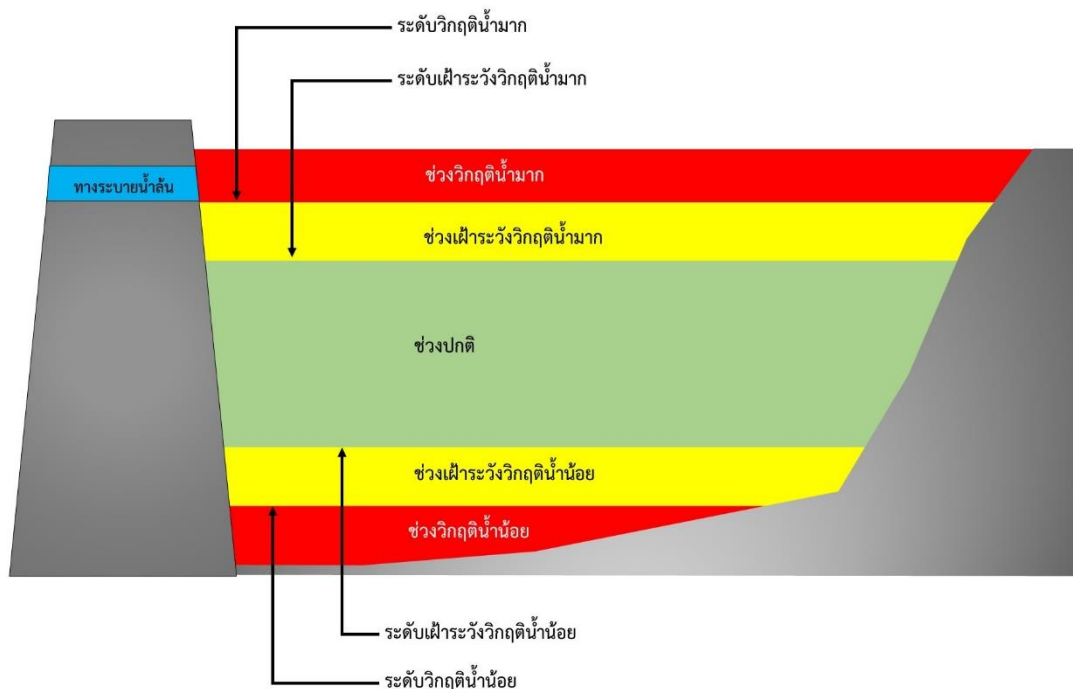 ระดับวิกฤติน้ำมาก
ระดับเฝ้าระวังวิกฤติน้ำมาก
ช่วงวิกฤติน้ำมาก
ทางระบายน้ำล้น
ช่วงเฝ้าระวังวิกฤติน้ำมาก
ช่วงปกติ
ช่วงเฝ้าระวังวิกฤติน้ำน้อย
ช่วงวิกฤติน้ำน้อย
ระดับเฝ้าระวังวิกฤติน้ำน้อย
ระดับวิกฤติน้ำน้อย